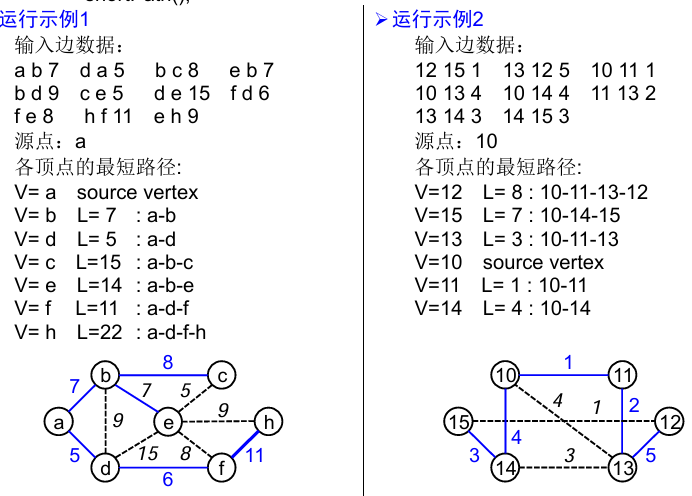 运行示例1
输入边数据：
a b 7 d a 5 b c 8 e b 7
b d 9 c e 5 d e 15 f d 6
f e 8 h f 11 e h 9
源点：a
各顶点的最短路径:
V= a source vertex
V= b L= 7 : a-b
V= d L= 5 : a-d
V= c L=15 : a-b-c
V= e L=14 : a-b-e
V= f L=11 : a-d-f
V= h L=22 : a-d-f-h
8
b c
7 7 5
a 9 e 9 h
5 15 8 11
d f
6
➢运行示例2
输入边数据：
12 15 1 13 12 5 10 11 1
10 13 4 10 14 4 11 13 2
13 14 3 14 15 3
源点：10
各顶点的最短路径:
V=12 L= 8 : 10-11-13-12
V=15 L= 7 : 10-14-15
V=13 L= 3 : 10-11-13
V=10 source vertex
V=11 L= 1 : 10-11
V=14 L= 4 : 10-14
1
10 11
4 1 2
15 12
3 4 3 5
14 13